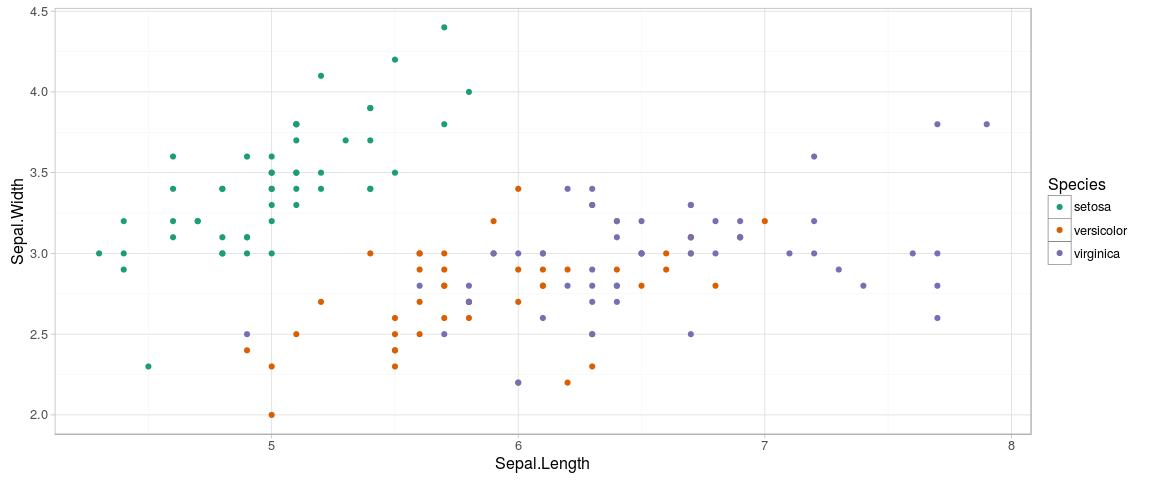 4.5
4.0
3.5
3.0
2.5
2.0
Sepal.Width
5 6 7 8
Sepal.Length
Species
setosa
versicolor
virginica